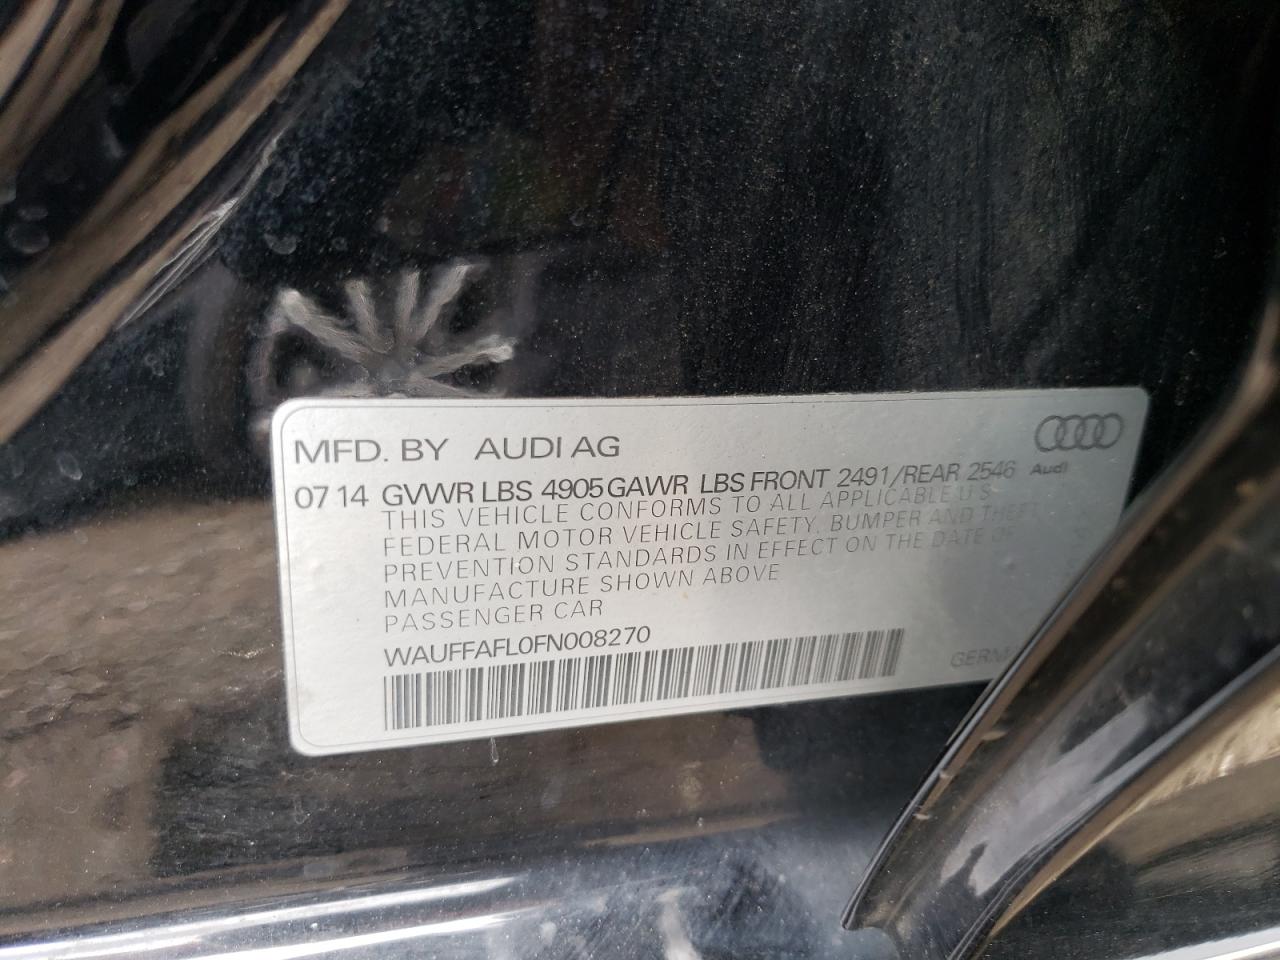 MFD. BY AUDI AG
07 14 GVWR LBS 4905 GAWR LBS FRONT 2491/REAR 2546 Audi
THIS VEHICLE CONFORMS TO ALL APPLICABLE U S
FEDERAL MOTOR VEHICLE SAFETY, BUMPER AND THEFT
PREVENTION STANDARDS IN EFFECT ON THE DATE OF
MANUFACTURE SHOWN ABOVE
PASSENGER CAR
WAUFFAFL0FN008270